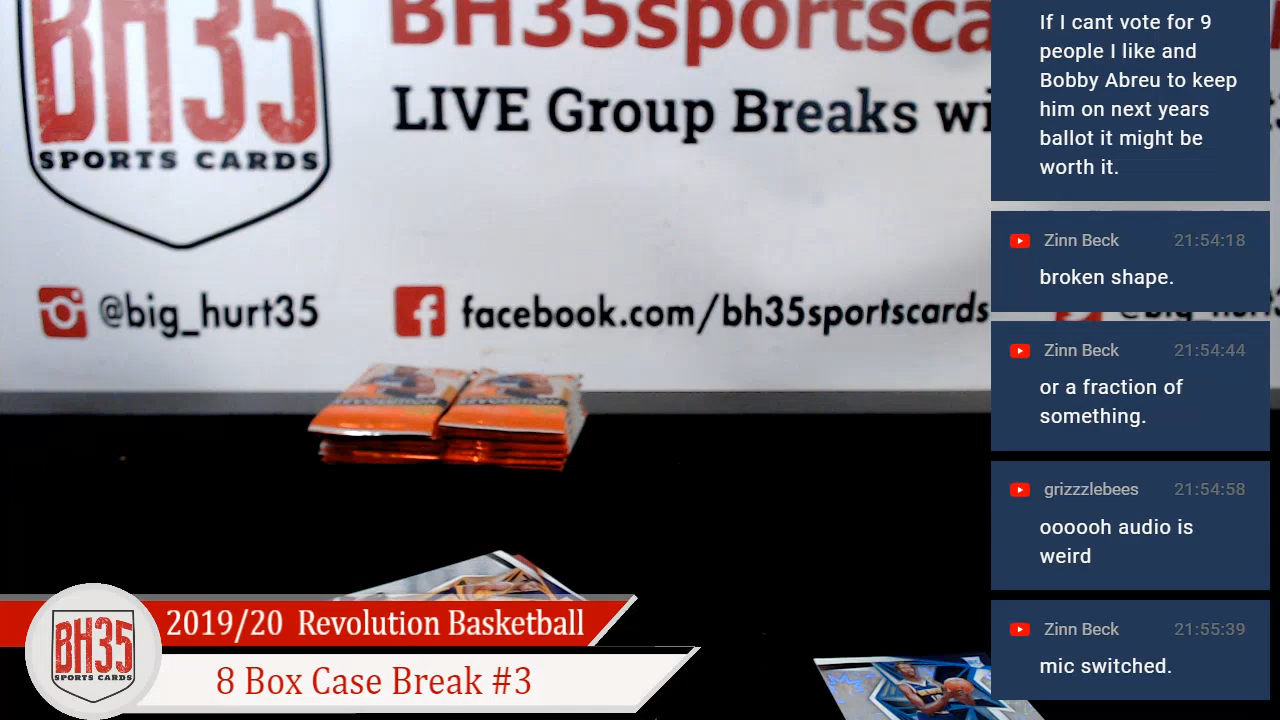 BH35
SPORTS CARDS
BH35sportsca
LIVE Group Breaks wi
@big_hurt35
facebook.com/bh35sportscards
If I cant vote for 9
people I like and
Bobby Abreu to keep
him on next years
ballot it might be
worth it.
Zinn Beck 21:54:18
broken shape.
Zinn Beck 21:54:44
or a fraction of
something.
grizzzlebees 21:54:58
oooooh audio is
weird
Zinn Beck 21:55:39
mic switched.
BH35
SPORTS CARDS
2019/20 Revolution Basketball
8 Box Case Break #3